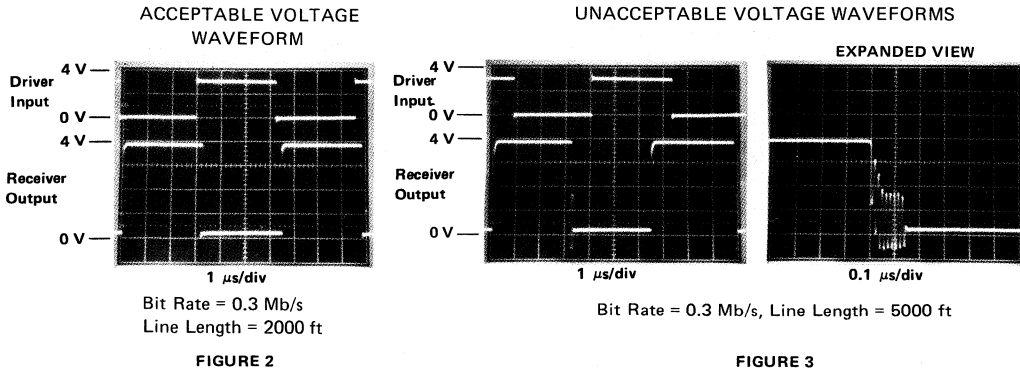 ACCEPTABLE VOLTAGE
WAVEFORM
4 V
Driver
Input
0 V
4 V
Receiver
Output
0 V
1 μs/div
Bit Rate = 0.3 Mb/s
Line Length = 2000 ft
FIGURE 2
UNACCEPTABLE VOLTAGE WAVEFORMS
EXPANDED VIEW
4 V
Driver
Input.
0 V
4 V
Receiver
Output
0 V
1 μs/div
0.1 μs/div
Bit Rate = 0.3 Mb/s, Line Length = 5000 ft
FIGURE 3